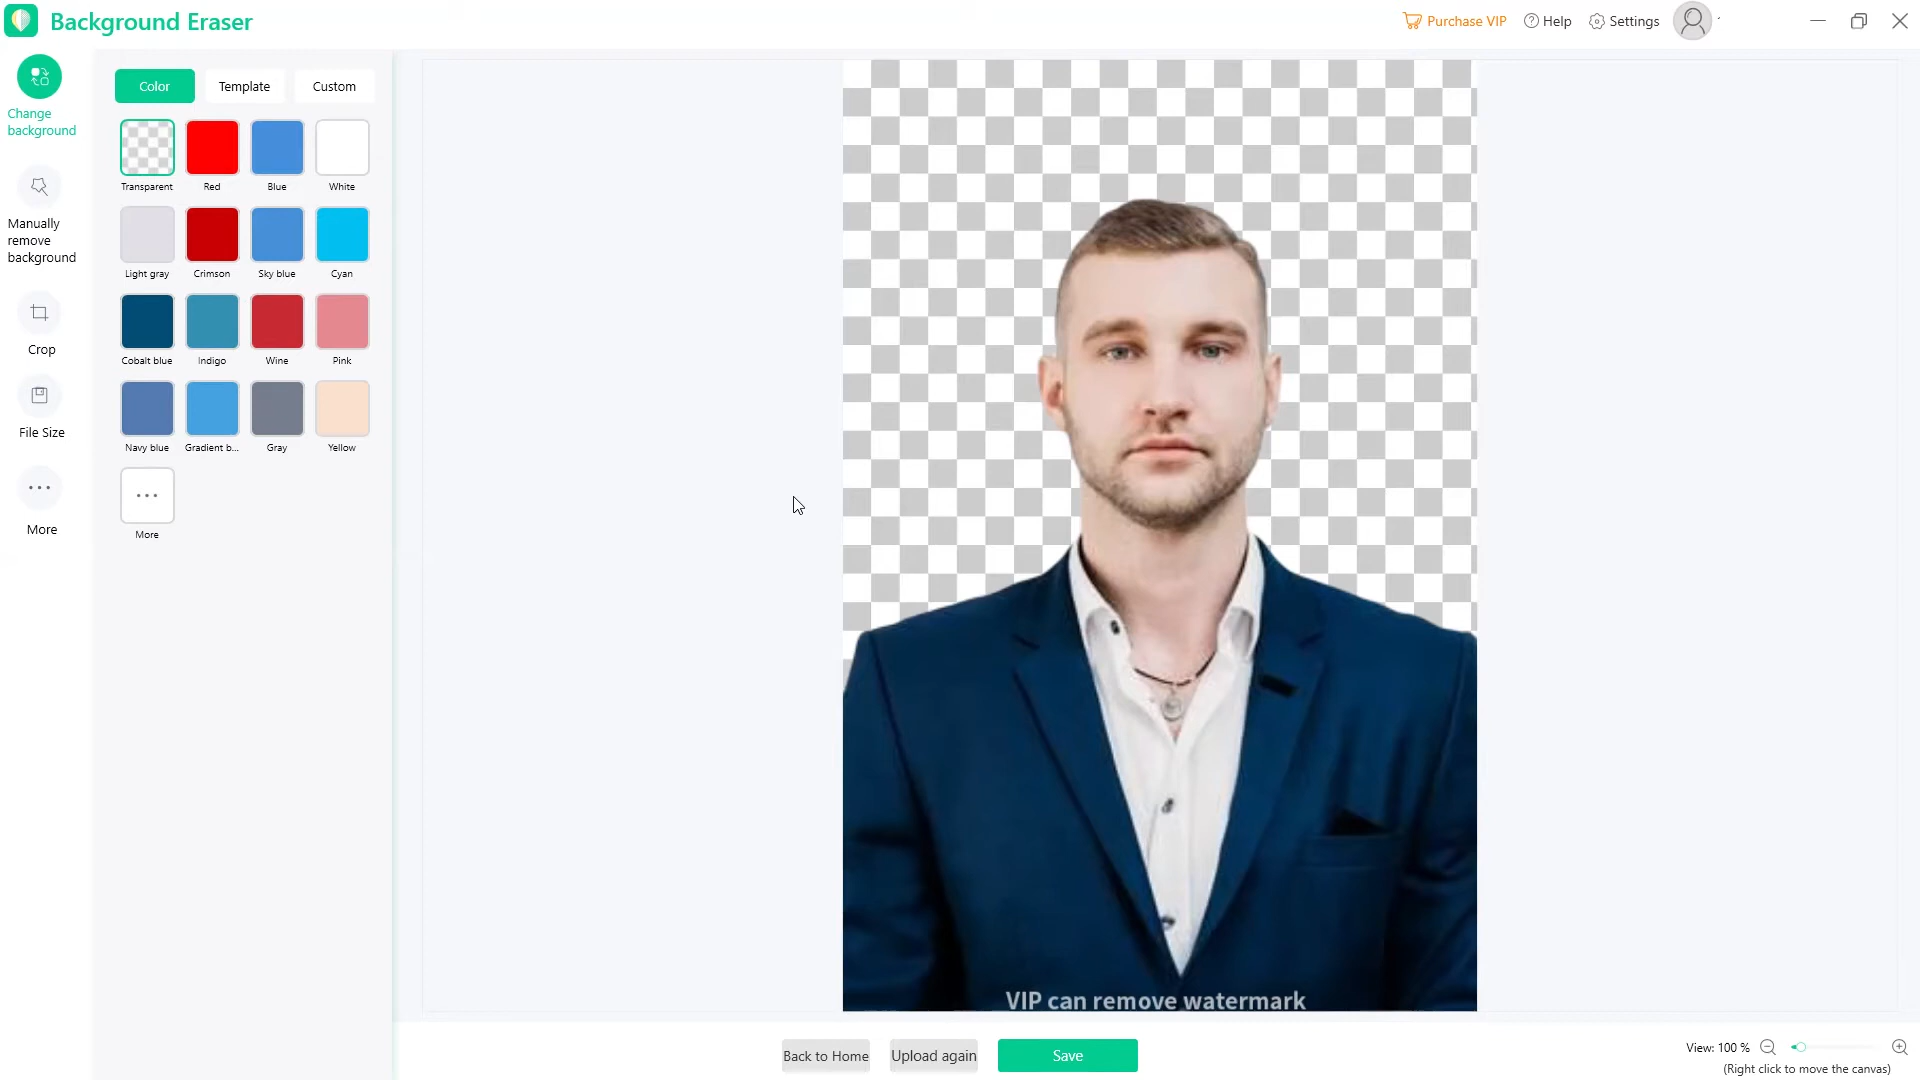 Background Eraser
Purchase VIP
Help
Settings
Change
background
Manually
remove
background
Crop
File Size
More
Color
Template
Custom
Transparent
Red
Blue
White
Light gray
Crimson
Sky blue
Cyan
Cobalt blue
Indigo
Wine
Pink
Navy blue
Gradient b...
Gray
Yellow
More
VIP can remove watermark
Back to Home
Upload again
Save
View: 100 %
(Right click to move the canvas)